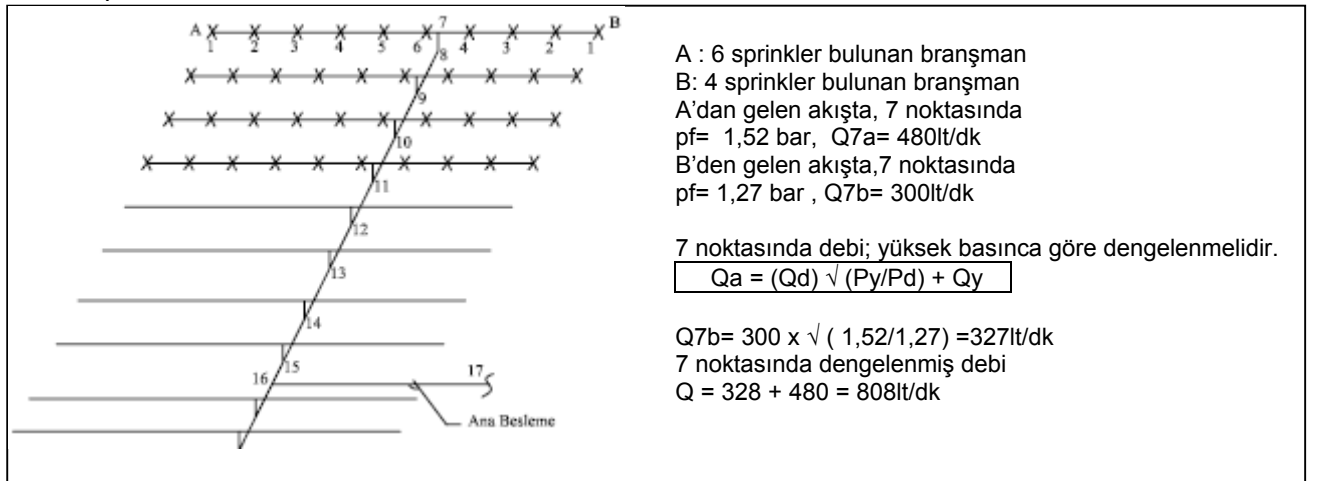 A 7 B
1 2 3 4 5 6 4 3 2 1
8
9
10
11
12
13
14
15
16 17
Ana Besleme
A : 6 sprinkler bulunan branşman
B: 4 sprinkler bulunan branşman
A’dan gelen akışta, 7 noktasında
pf= 1,52 bar, Q7a= 480lt/dk
B’den gelen akışta,7 noktasında
pf= 1,27 bar , Q7b= 300lt/dk
7 noktasında debi; yüksek basınca göre dengelenmelidir.
Qa = (Qd) √ (Py/Pd) + Qy
Q7b= 300 x √ ( 1,52/1,27) =327lt/dk
7 noktasında dengelenmiş debi
Q = 328 + 480 = 808lt/dk